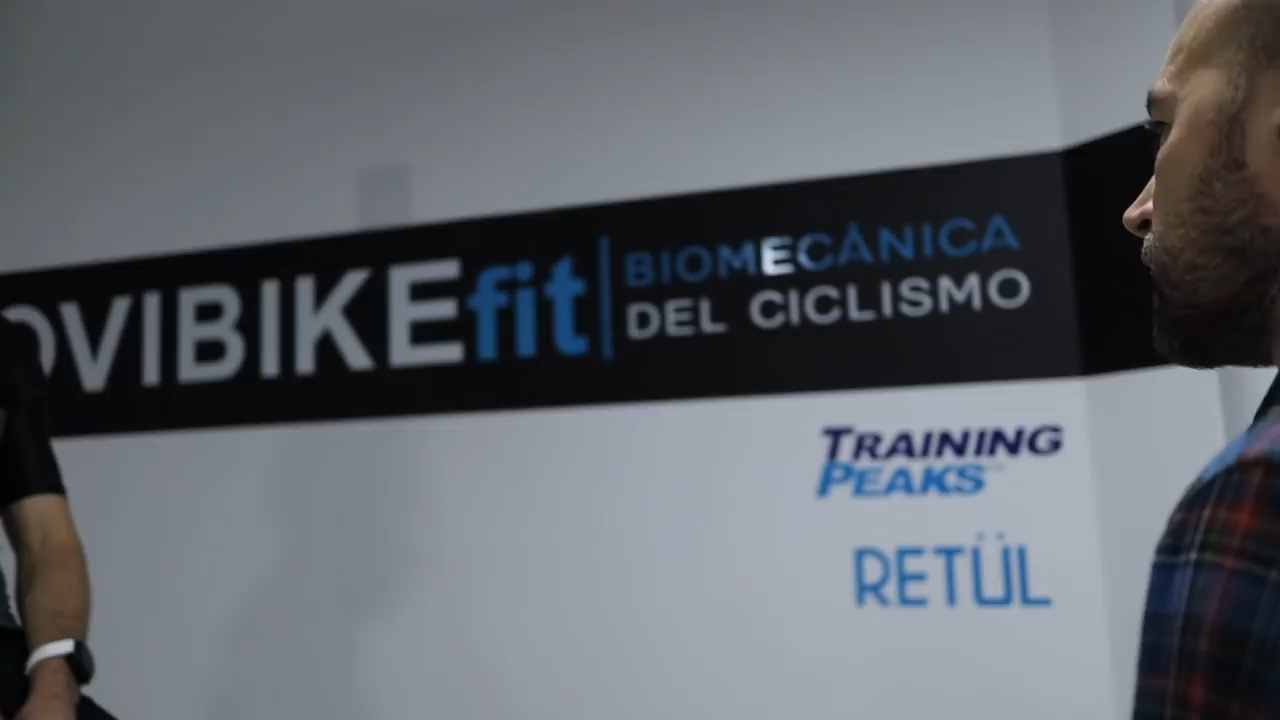 OVIBIKEfit
BIOMECÁNICA
DEL CICLISMO
TRAINING
PEAKS
RETÜL